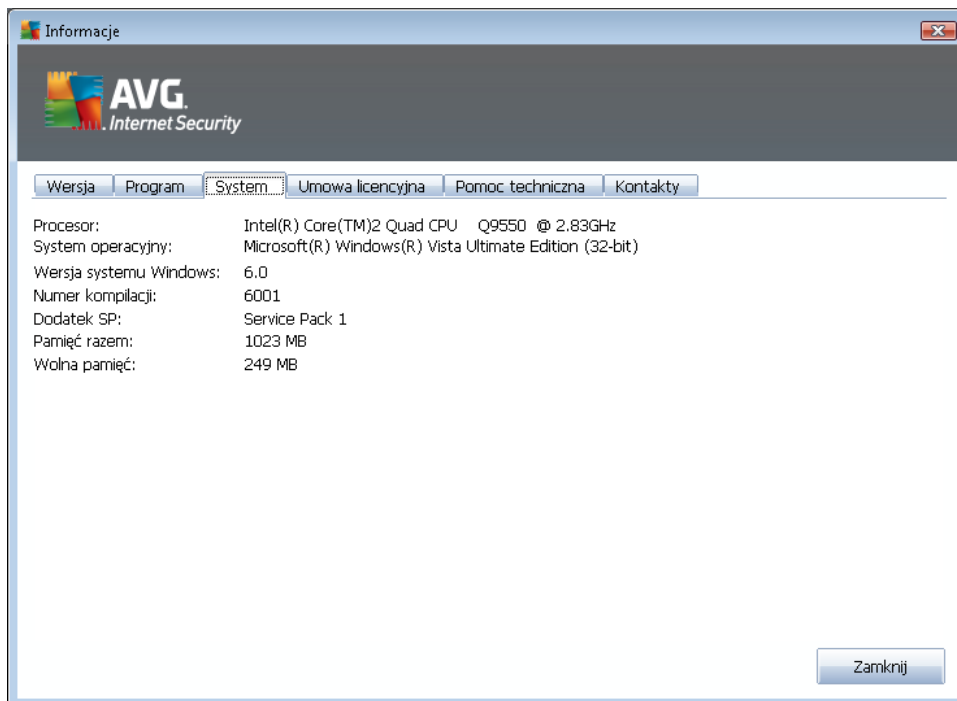 Informacje
AVG.
Internet Security
Wersja Program System Umowa licencyjna Pomoc techniczna Kontakty
Procesor: Intel(R) Core(TM)2 Quad CPU Q9550 @ 2.83GHz
System operacyjny: Microsoft(R) Windows(R) Vista Ultimate Edition (32-bit)
Wersja systemu Windows: 6.0
Numer kompilacji: 6001
Dodatek SP: Service Pack 1
Pamięć razem: 1023 MB
Wolna pamięć: 249 MB
Zamknij